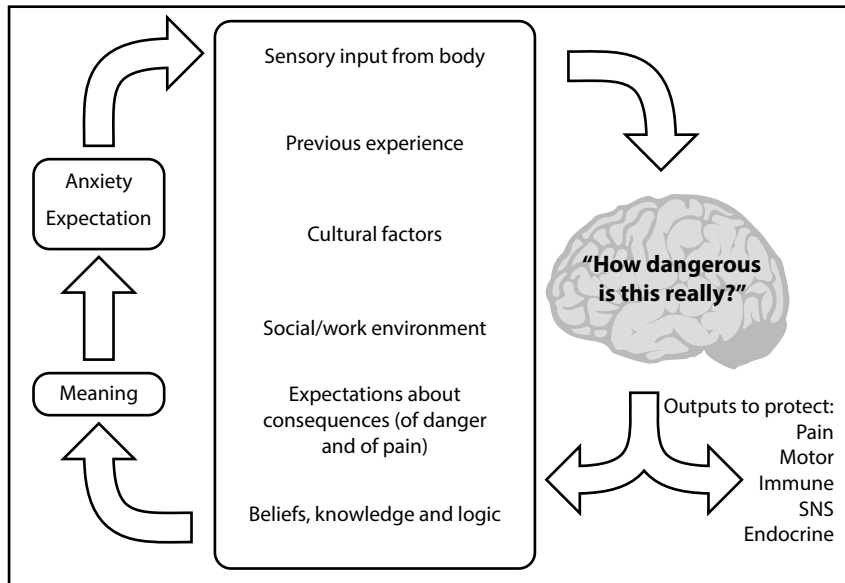 Sensory input from body
Previous experience
Cultural factors
Social/work environment
Expectations about
consequences (of danger
and of pain)
Beliefs, knowledge and logic
Anxiety
Expectation
Meaning
“How dangerous
is this really?”
Outputs to protect:
Pain
Motor
Immune
SNS
Endocrine